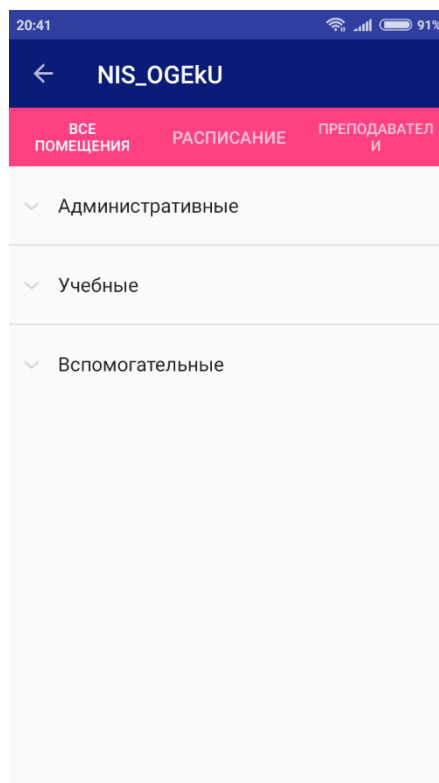 20:41 91%
NIS_OGEkU
ВСЕ
ПОМЕЩЕНИЯ
РАСПИСАНИЕ
ПРЕПОДАВАТЕЛ
И
Административные
Учебные
Вспомогательные